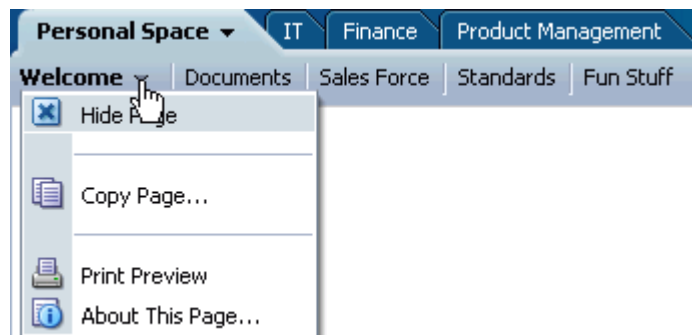 Personal Space IT Finance Product Management
Welcome Documents Sales Force Standards Fun Stuff
Hide Page
Copy Page...
Print Preview
About This Page...